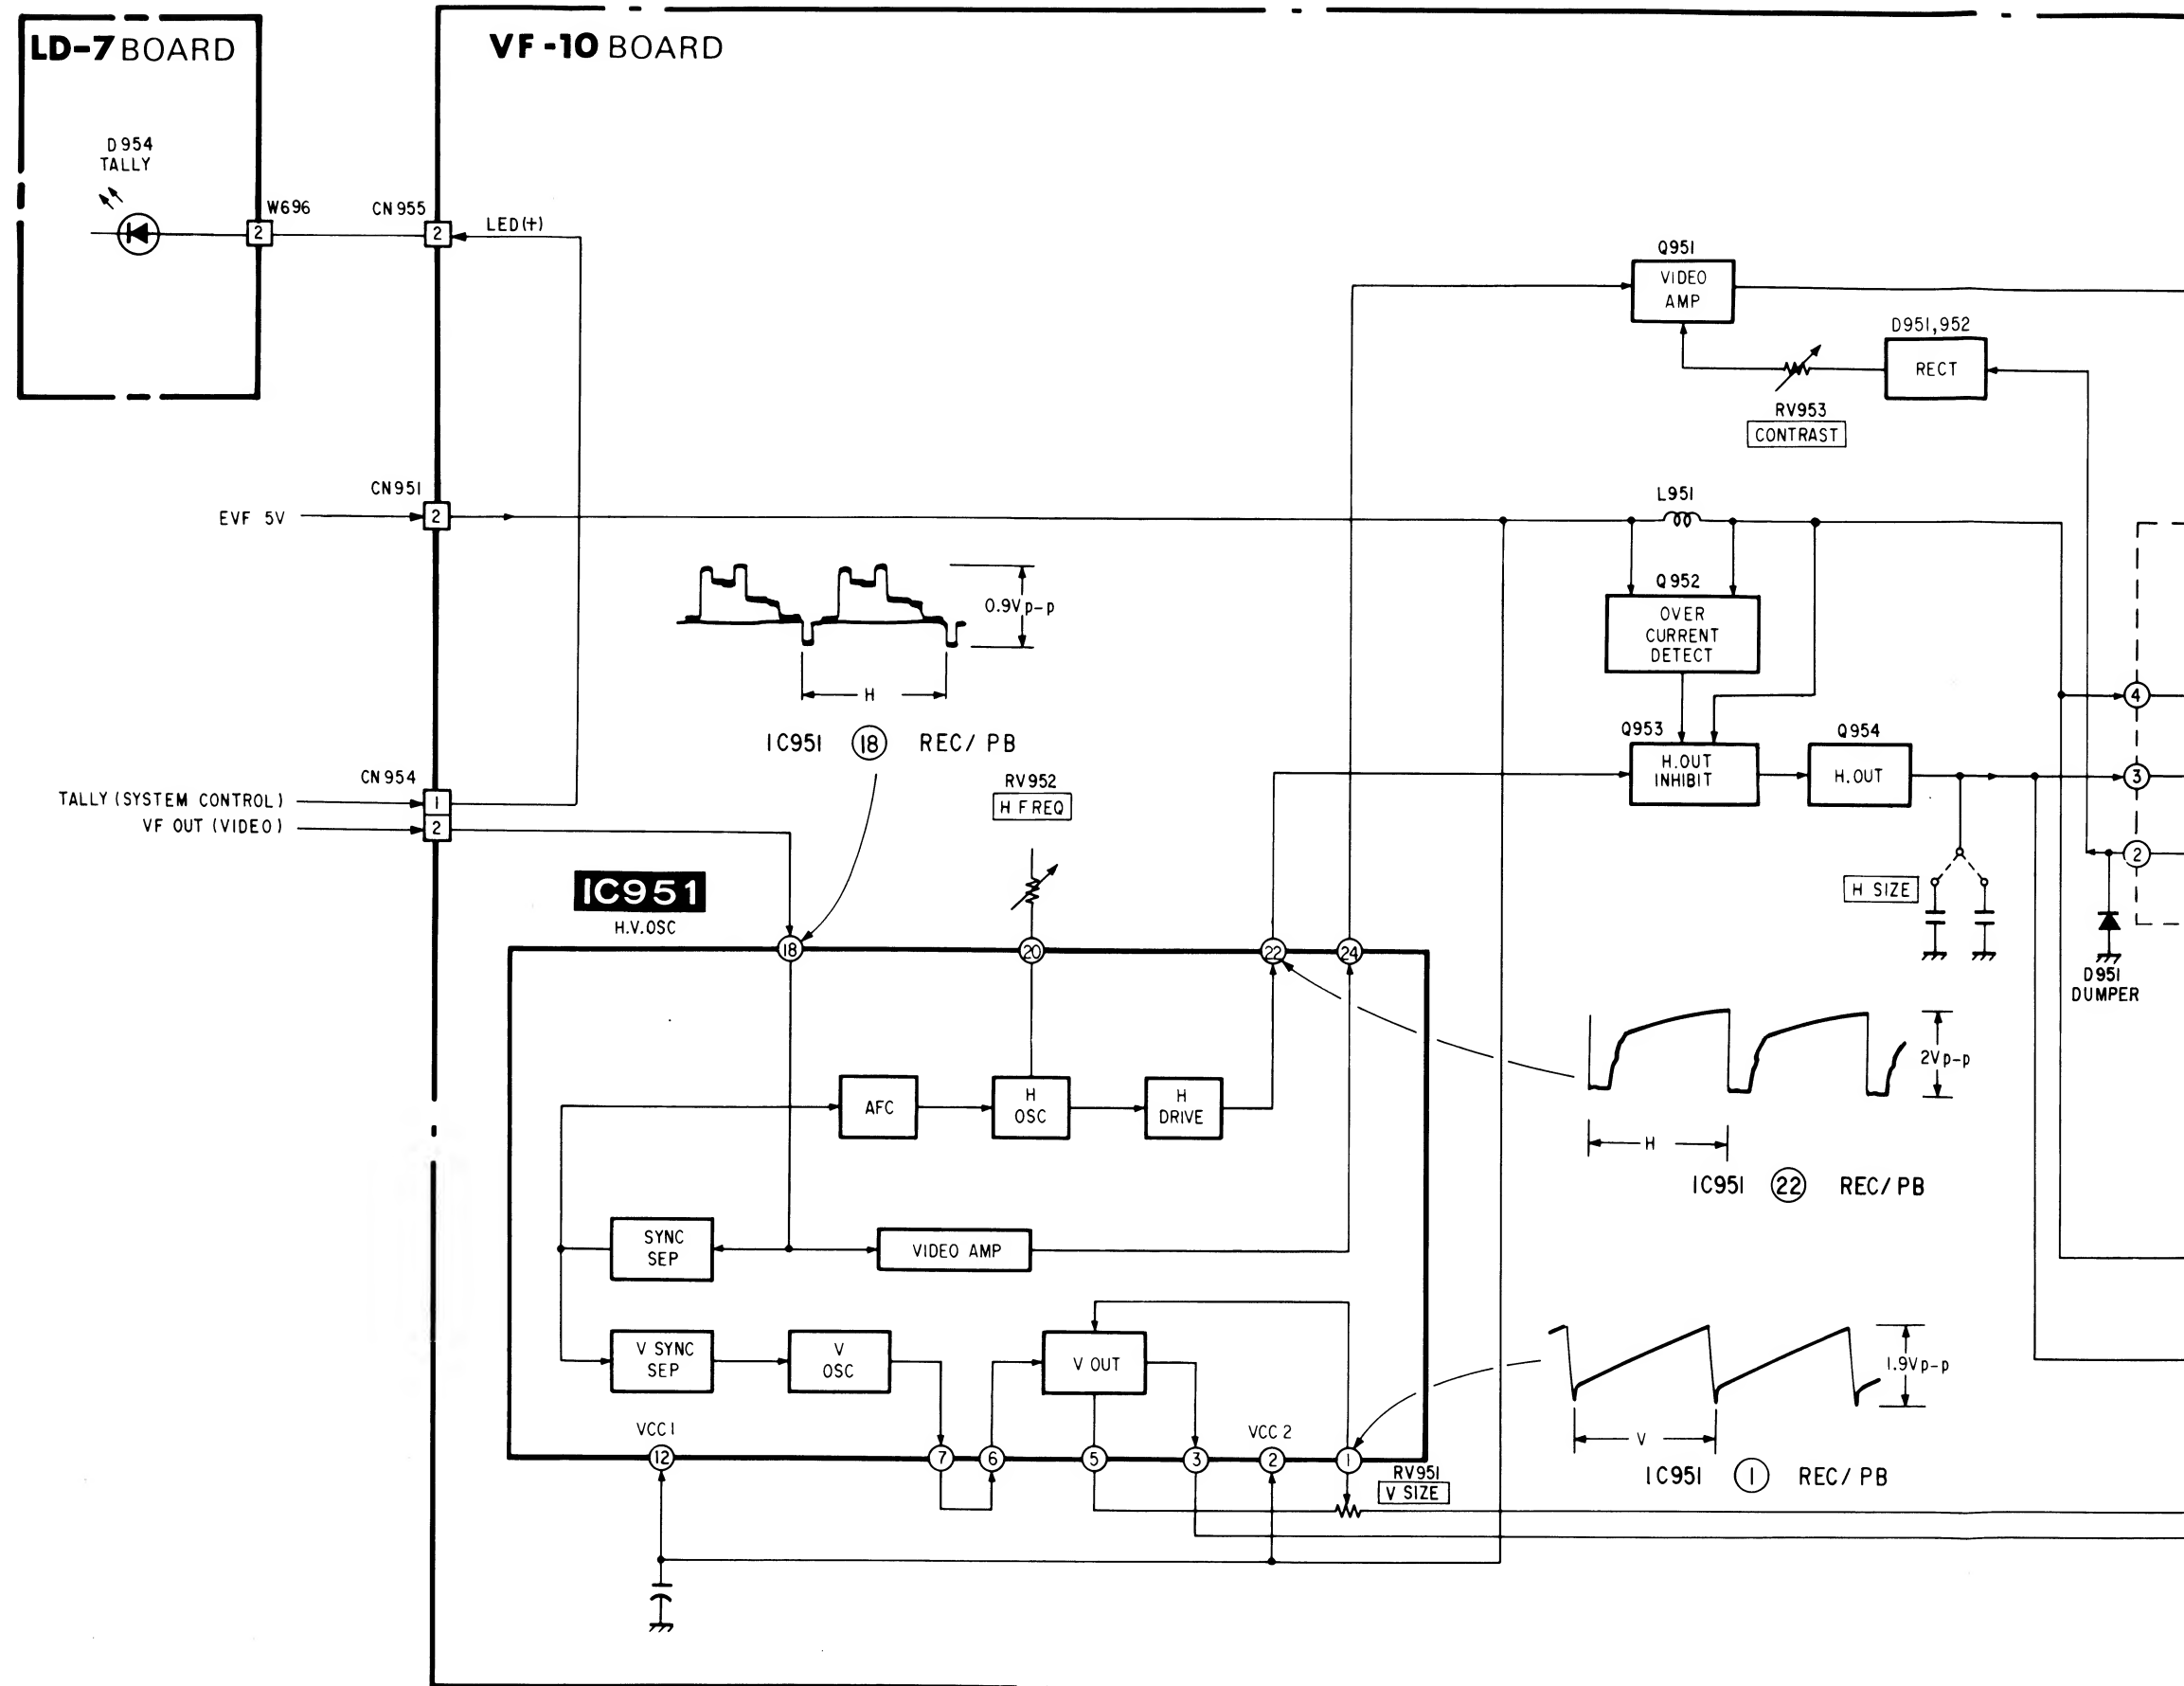 LD-7 BOARD
VF-10 BOARD
D954
TALLY
W696
CN955
2
2
LED(+)
Q951
VIDEO
AMP
D951,952
RECT
RV953
CONTRAST
CN951
EVF 5V
2
L951
Q952
OVER
CURRENT
DETECT
0.9Vp-p
H
IC951 18 REC/PB
4
Q953
H.OUT
INHIBIT
Q954
H.OUT
3
CN954
TALLY (SYSTEM CONTROL)
1
VF OUT (VIDEO)
2
RV952
H FREQ
2
H SIZE
IC951
H.V.OSC
18
20
22
24
D951
DUMPER
AFC
H
OSC
H
DRIVE
2Vp-p
H
IC951 22 REC/PB
SYNC
SEP
VIDEO AMP
V SYNC
SEP
V
OSC
V OUT
1.9Vp-p
V
IC951 1 REC/PB
VCC 1
12
7
6
5
3
VCC 2
2
1
RV951
V SIZE